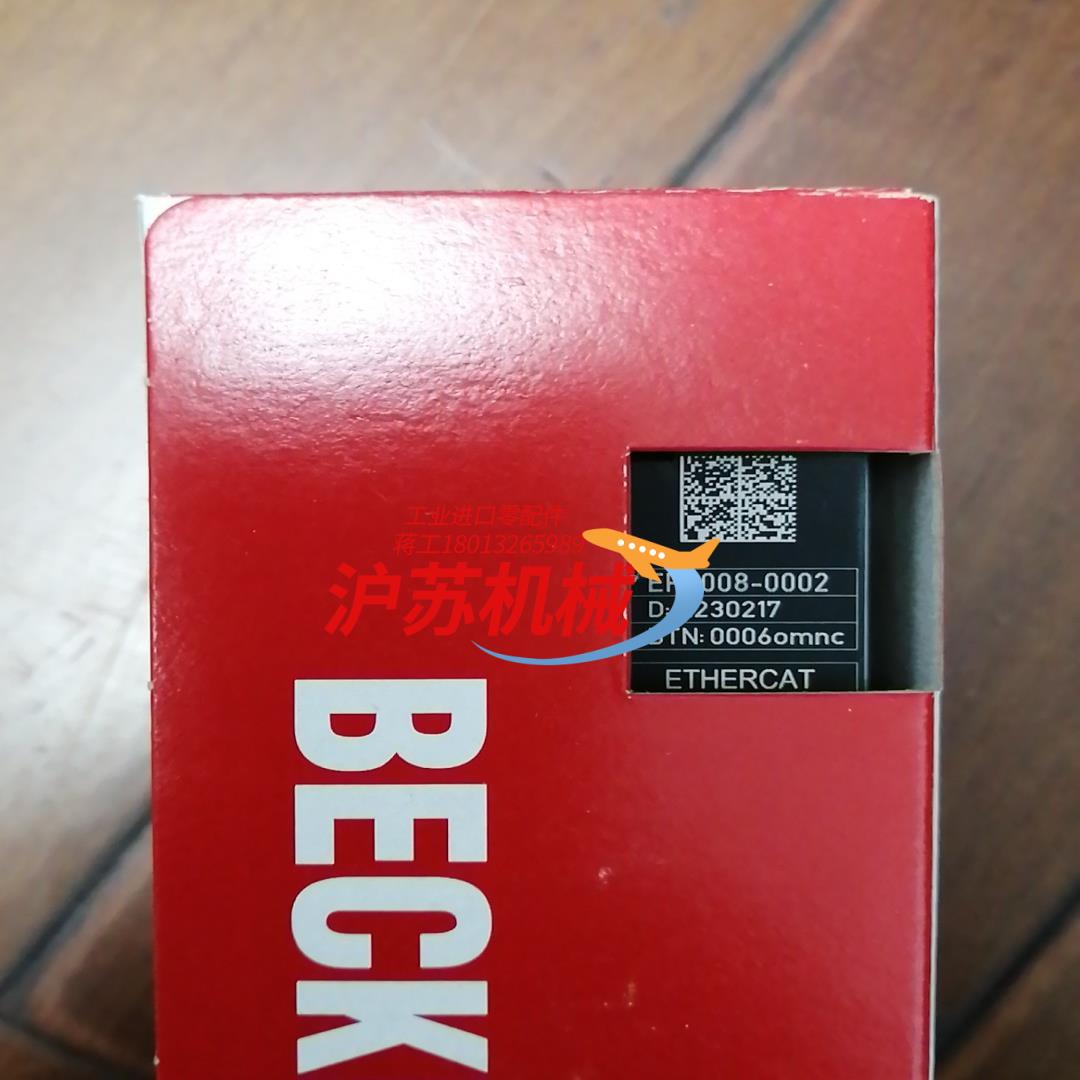 工业进口零配件
蒋工18013265989
沪苏机械
008-0002
230217
TN: 0006omnc
ETHERCAT
BECK